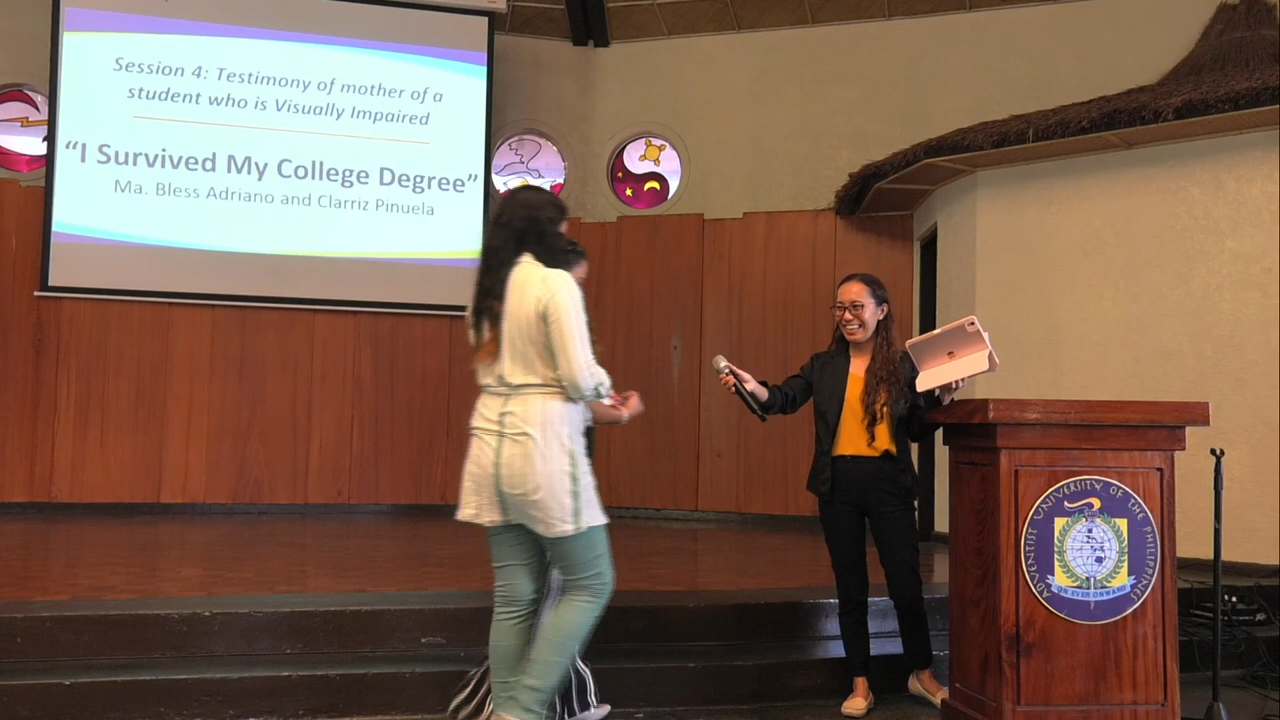 Session 4: Testimony of mother of a
student who is Visually Impaired
“I Survived My College Degree”
Ma. Bless Adriano and Clarriz Pinuela
ADVENTIST UNIVERSITY OF THE PHILIPPINES
ON EVER ONWARD